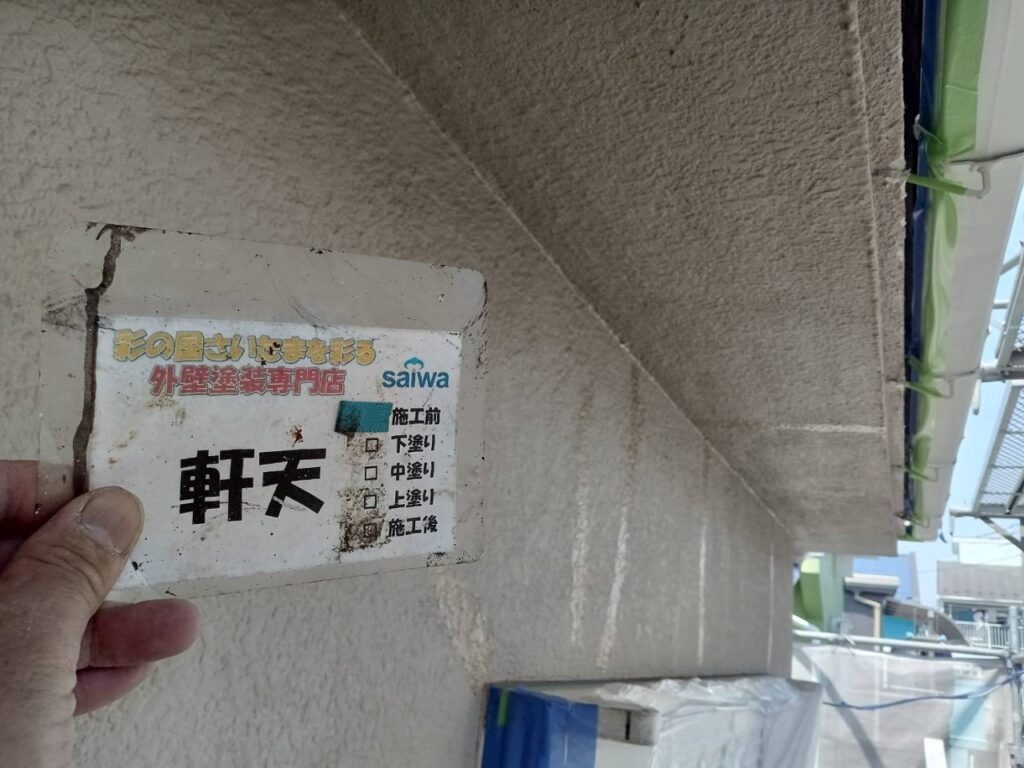 彩の国さいたまを彩る
外壁塗装専門店
saiwa
施工前
□ 下塗り
□ 中塗り
□ 上塗り
□ 施工後
軒天